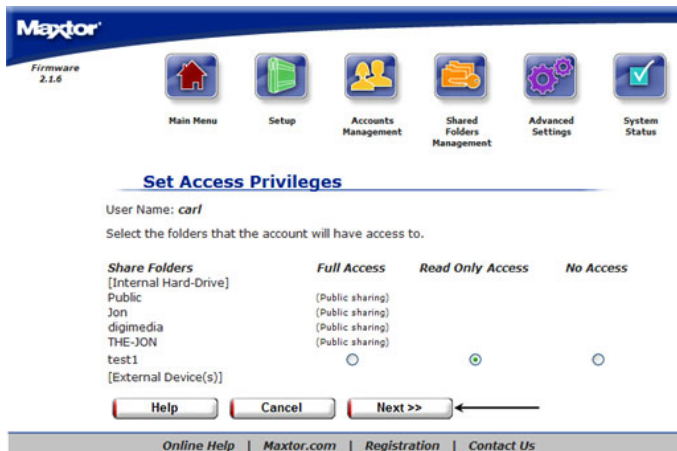 Maxtor
Firmware
2.1.6
Main Menu
Setup
Accounts
Management
Shared
Folders
Management
Advanced
Settings
System
Status
Set Access Privileges
User Name: carl
Select the folders that the account will have access to.
Share Folders Full Access Read Only Access No Access
[Internal Hard-Drive]
Public (Public sharing)
Jon (Public sharing)
digimedia (Public sharing)
THE-JON (Public sharing)
test1
[External Device(s)]
Help Cancel Next >>
Online Help | Maxtor.com | Registration | Contact Us